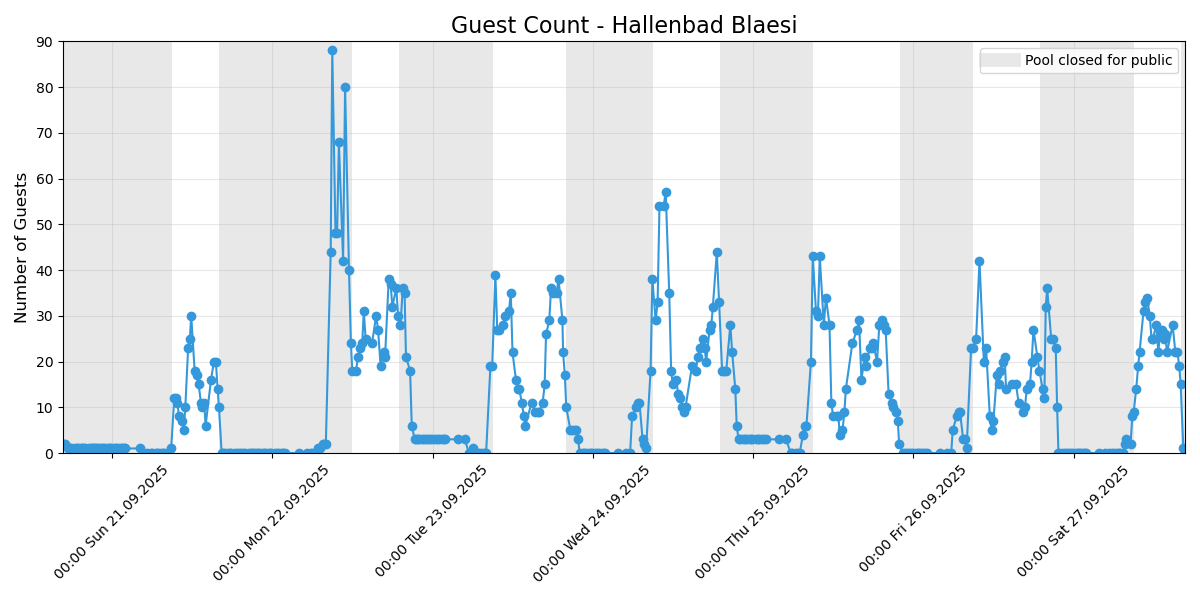 Guest Count - Hallenbad Blaesi
Pool closed for public
Number of Guests
90
80
70
60
50
40
30
20
10
0
00:00 Sun 21.09.2025
00:00 Mon 22.09.2025
00:00 Tue 23.09.2025
00:00 Wed 24.09.2025
00:00 Thu 25.09.2025
00:00 Fri 26.09.2025
00:00 Sat 27.09.2025